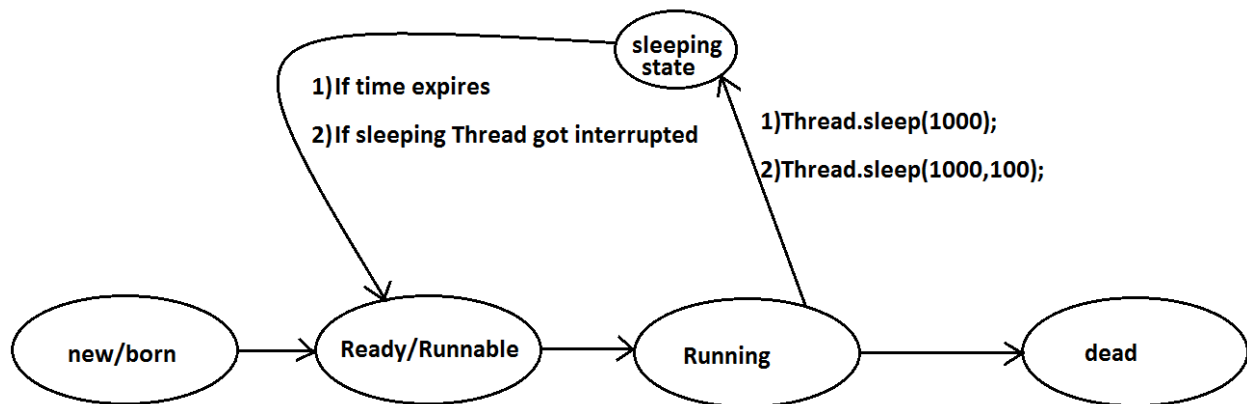 sleeping
state
1)If time expires
2)If sleeping Thread got interrupted
1)Thread.sleep(1000);
2)Thread.sleep(1000,100);
new/born
Ready/Runnable
Running
dead